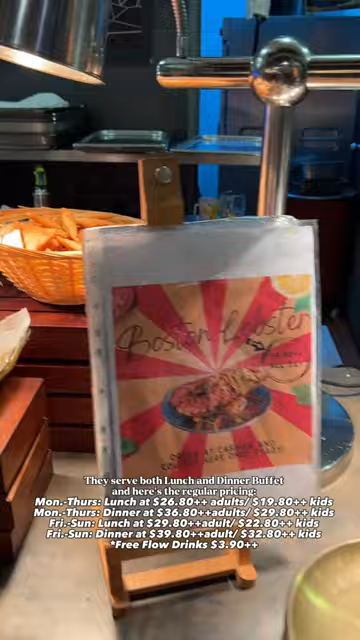 Boston Lobster
They serve both Lunch and Dinner Buffet
and here's the regular pricing:
Mon.-Thurs: Lunch at $26.80++ adults/$19.80++ kids
Mon.-Thurs: Dinner at $36.80++adults/ $29.80++ kids
Fri.-Sun: Lunch at $29.80++adult/ $22.80++ kids
Fri.-Sun: Dinner at $39.80++adult/ $32.80++ kids
*Free Flow Drinks $3.90++